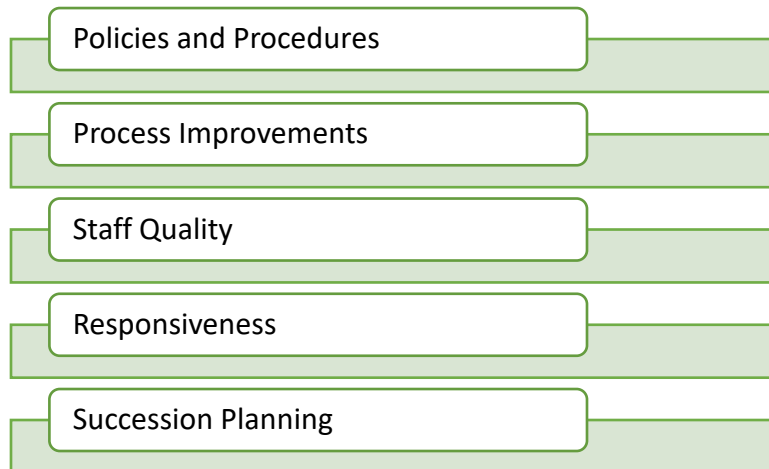 Policies and Procedures
Process Improvements
Staff Quality
Responsiveness
Succession Planning